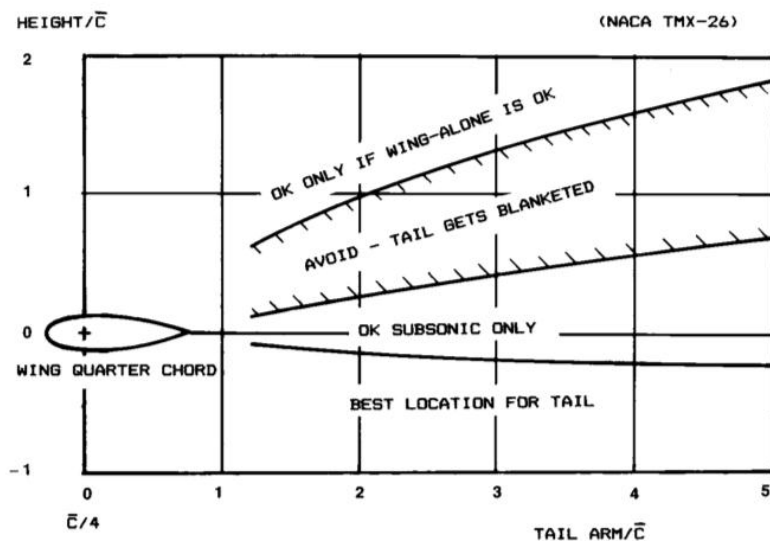 HEIGHT/C̅
(NACA TMX-26)
2
OK ONLY IF WING-ALONE IS OK
1
AVOID - TAIL GETS BLANKETED
0
OK SUBSONIC ONLY
WING QUARTER CHORD
BEST LOCATION FOR TAIL
-1
0 1 2 3 4 5
C̅/4
TAIL ARM/C̅